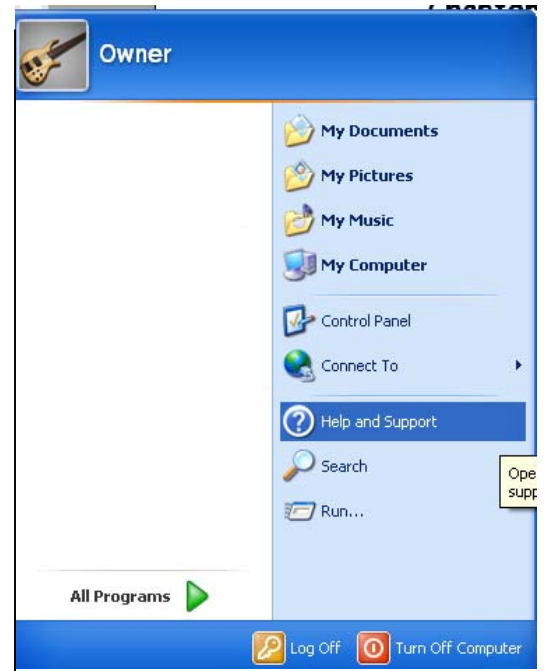 Owner
My Documents
My Pictures
My Music
My Computer
Control Panel
Connect To
Help and Support
Search
Run...
All Programs
Log Off
Turn Off Computer